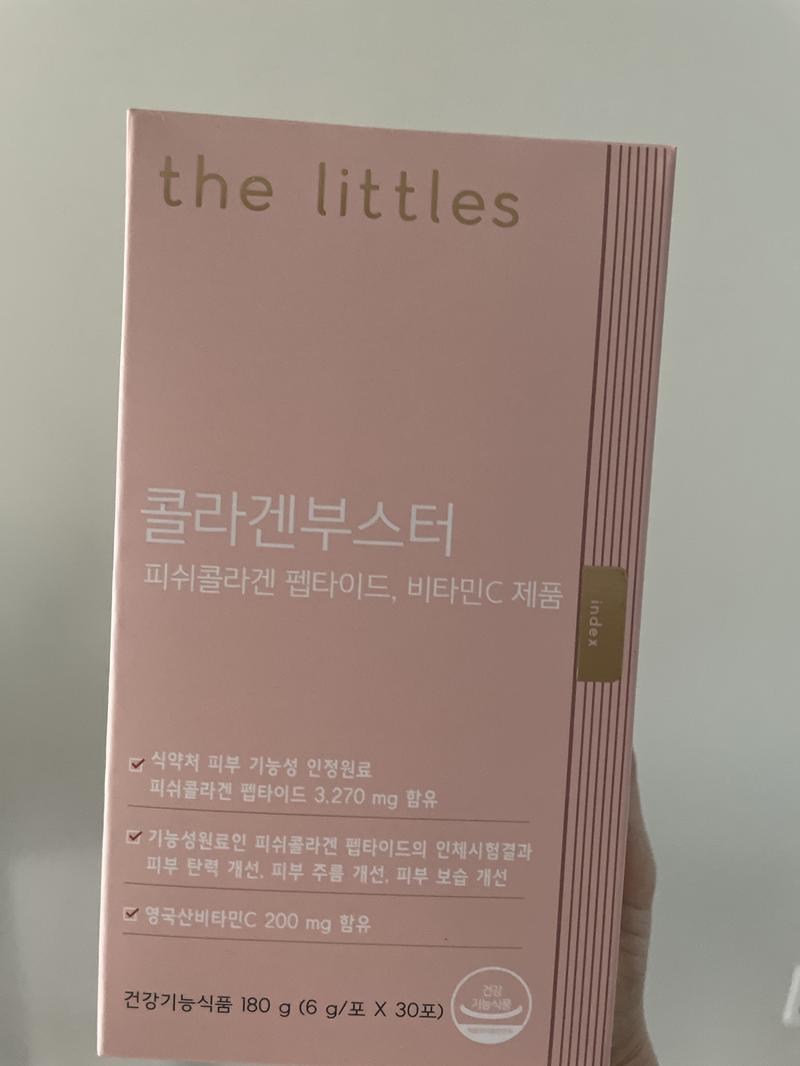 the littles
콜라겐부스터
피쉬콜라겐 펩타이드, 비타민C 제품
index
식약처 피부 기능성 인정원료
피쉬콜라겐 펩타이드 3,270 mg 함유
기능성원료인 피쉬콜라겐 펩타이드의 인체시험결과
피부 탄력 개선, 피부 주름 개선, 피부 보습 개선
영국산비타민C 200 mg 함유
건강기능식품 180 g (6 g/포 X 30포)
건강
기능식품